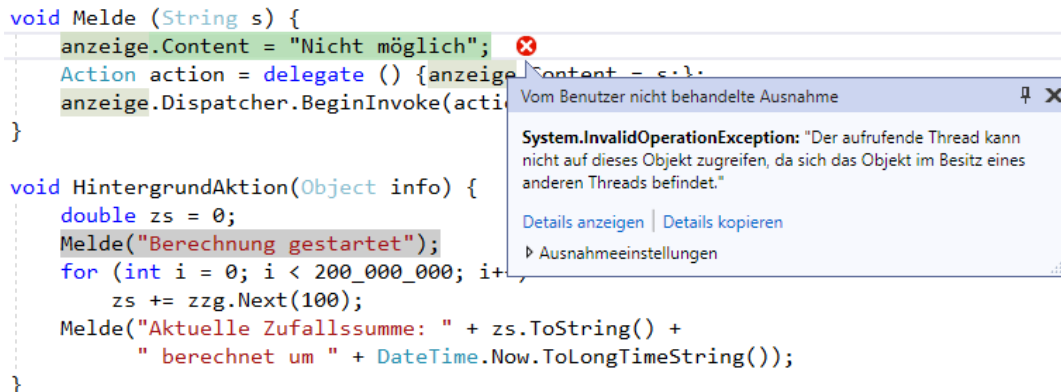 void Melde (String s) {
anzeige.Content = "Nicht möglich";
Action action = delegate () {anzeige.Content = s;};
anzeige.Dispatcher.BeginInvoke(actio
}
Vom Benutzer nicht behandelte Ausnahme
System.InvalidOperationException: "Der aufrufende Thread kann
nicht auf dieses Objekt zugreifen, da sich das Objekt im Besitz eines
anderen Threads befindet."
Details anzeigen | Details kopieren
Ausnahmeeinstellungen
void HintergrundAktion(Object info) {
double zs = 0;
Melde("Berechnung gestartet");
for (int i = 0; i < 200_000_000; i++)
zs += zzg.Next(100);
Melde("Aktuelle Zufallssumme: " + zs.ToString() +
" berechnet um " + DateTime.Now.ToLongTimeString());
}